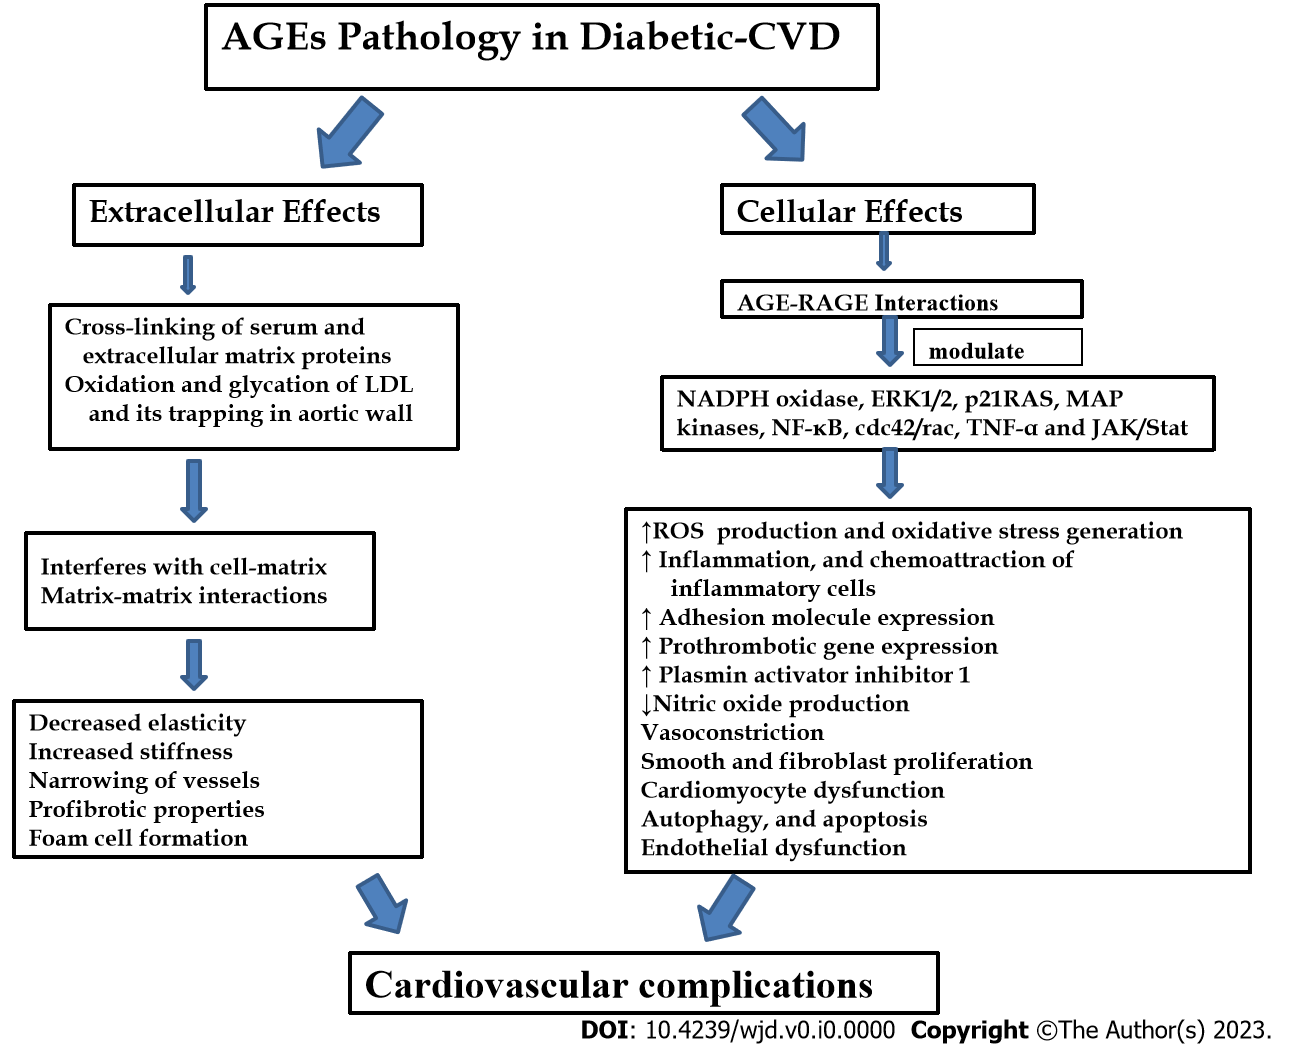 AGEs Pathology in Diabetic-CVD
Extracellular Effects
Cross-linking of serum and
extracellular matrix proteins
Oxidation and glycation of LDL
and its trapping in aortic wall
Interferes with cell-matrix
Matrix-matrix interactions
Decreased elasticity
Increased stiffness
Narrowing of vessels
Profibrotic properties
Foam cell formation
Cellular Effects
AGE-RAGE Interactions
modulate
NADPH oxidase, ERK1/2, p21RAS, MAP
kinases, NF-κB, cdc42/rac, TNF-α and JAK/Stat
↑ROS production and oxidative stress generation
↑ Inflammation, and chemoattraction of
inflammatory cells
↑ Adhesion molecule expression
↑ Prothrombotic gene expression
↑ Plasmin activator inhibitor 1
↓Nitric oxide production
Vasoconstriction
Smooth and fibroblast proliferation
Cardiomyocyte dysfunction
Autophagy, and apoptosis
Endothelial dysfunction
Cardiovascular complications
DOI: 10.4239/wjd.v0.i0.0000 Copyright ©The Author(s) 2023.